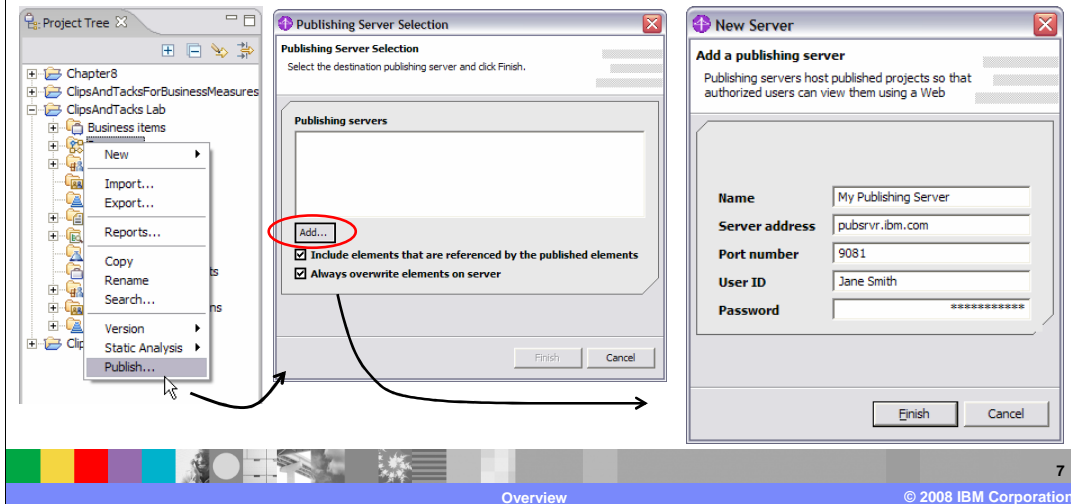 Project Tree
Chapter8
ClipsAndTacksForBusinessMeasures
ClipsAndTacks Lab
Business items
New
Import...
Export...
Reports...
Copy
Rename
Search...
Version
Static Analysis
Publish...
ts
ns
Clip
Publishing Server Selection
Publishing Server Selection
Select the destination publishing server and click Finish.
Publishing servers
Add...
Include elements that are referenced by the published elements
Always overwrite elements on server
Finish Cancel
New Server
Add a publishing server
Publishing servers host published projects so that
authorized users can view them using a Web
Name My Publishing Server
Server address pubsrvr.ibm.com
Port number 9081
User ID Jane Smith
Password ***********
Finish Cancel
7
Overview
© 2008 IBM Corporation